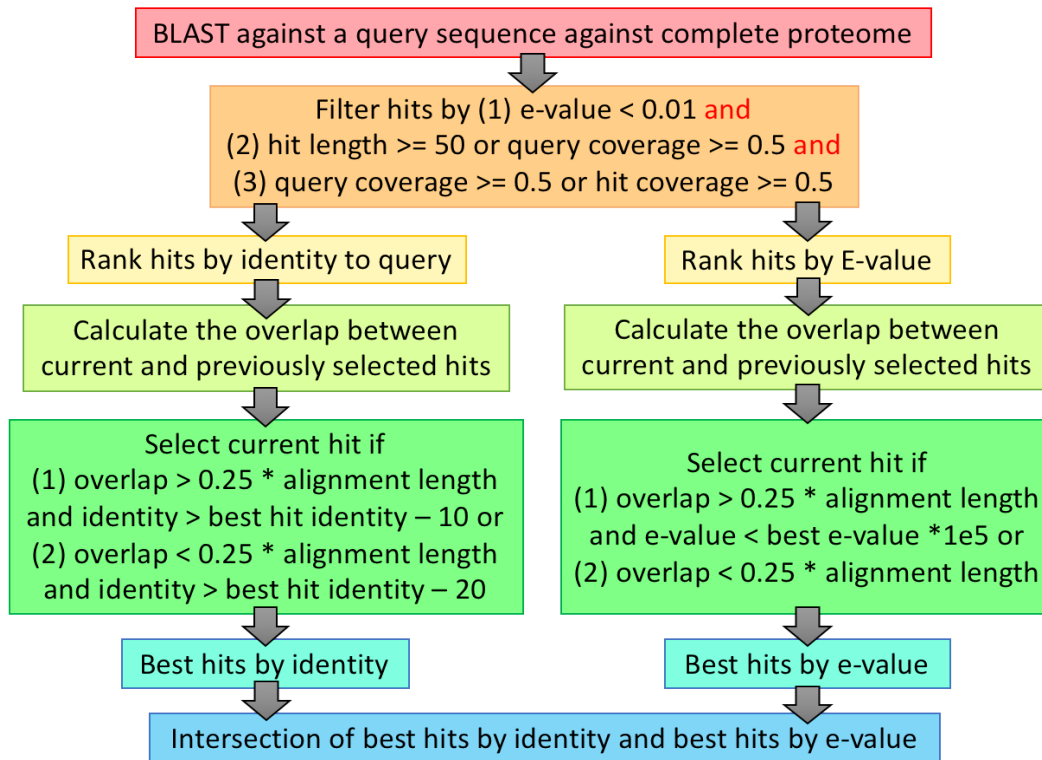 BLAST against a query sequence against complete proteome
Filter hits by (1) e-value < 0.01 and
(2) hit length >= 50 or query coverage >= 0.5 and
(3) query coverage >= 0.5 or hit coverage >= 0.5
Rank hits by identity to query
Calculate the overlap between
current and previously selected hits
Select current hit if
(1) overlap > 0.25 * alignment length
and identity > best hit identity – 10 or
(2) overlap < 0.25 * alignment length
and identity > best hit identity – 20
Best hits by identity
Rank hits by E-value
Calculate the overlap between
current and previously selected hits
Select current hit if
(1) overlap > 0.25 * alignment length
and e-value < best e-value *1e5 or
(2) overlap < 0.25 * alignment length
Best hits by e-value
Intersection of best hits by identity and best hits by e-value